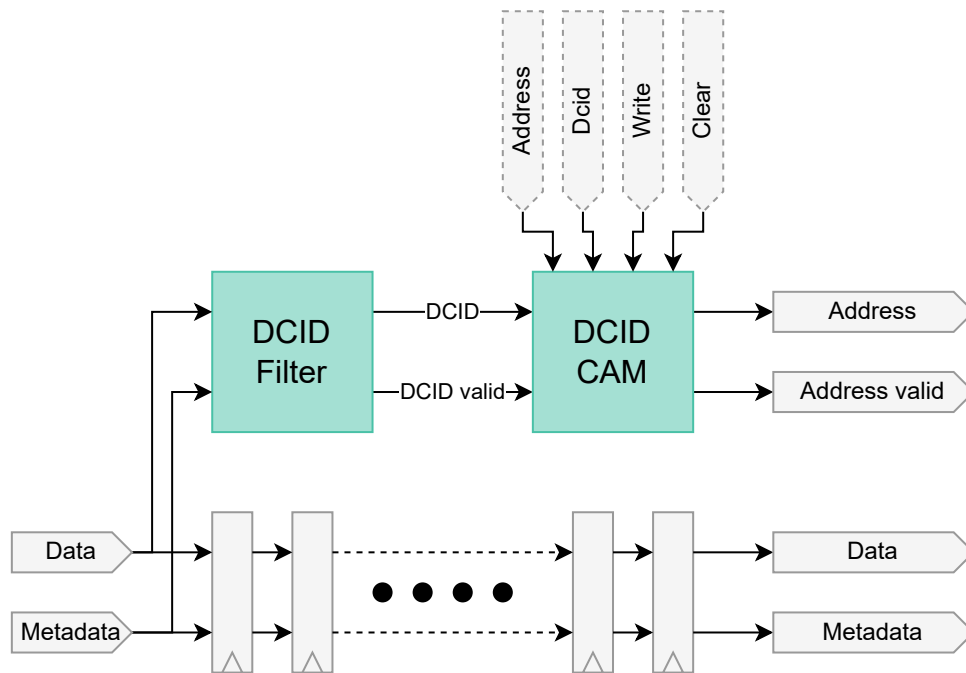 Address
Dcid
Write
Clear
DCID
Filter
DCID
DCID valid
DCID
CAM
Address
Address valid
Data
Metadata
Data
Metadata